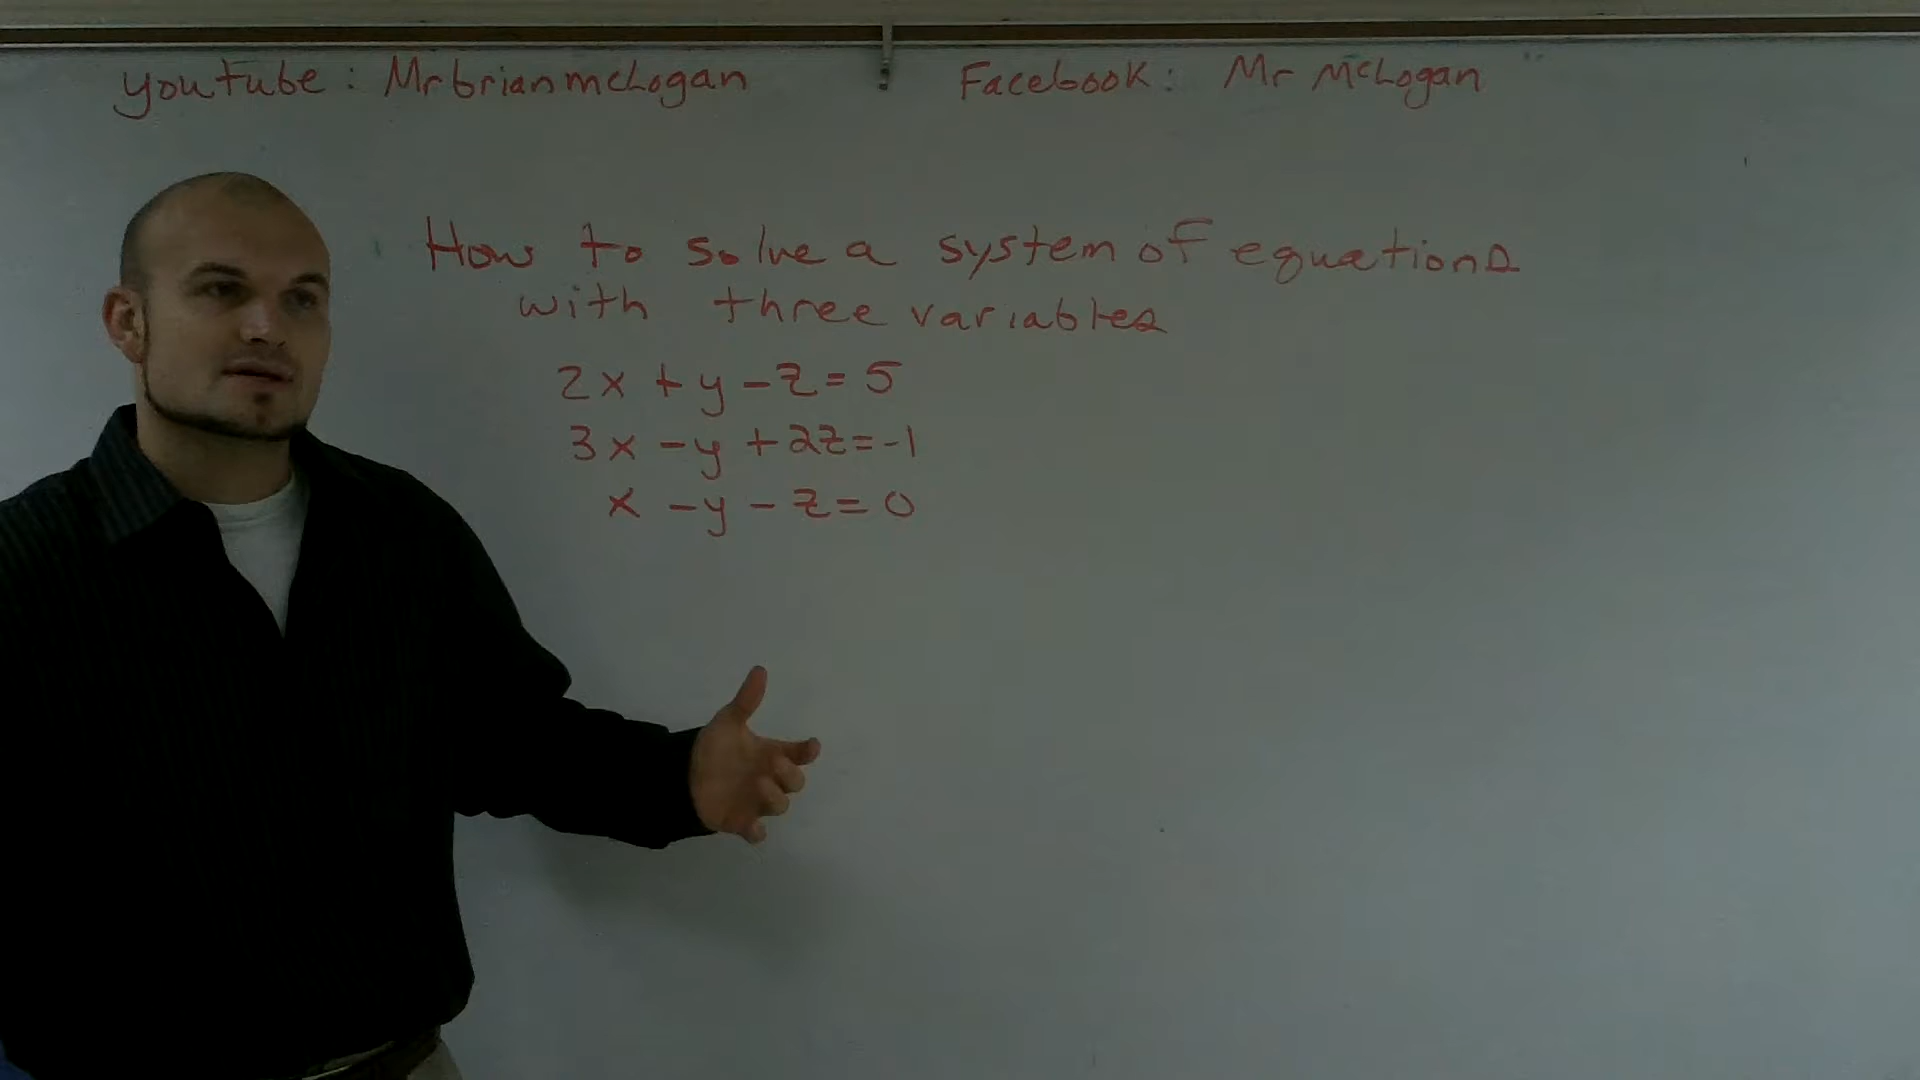 youtube: Mrbrianmclogan
Facebook: Mr McLogan
How to solve a system of equations
with three variables
2x + y - z = 5
3x - y + 2z = -1
x - y - z = 0